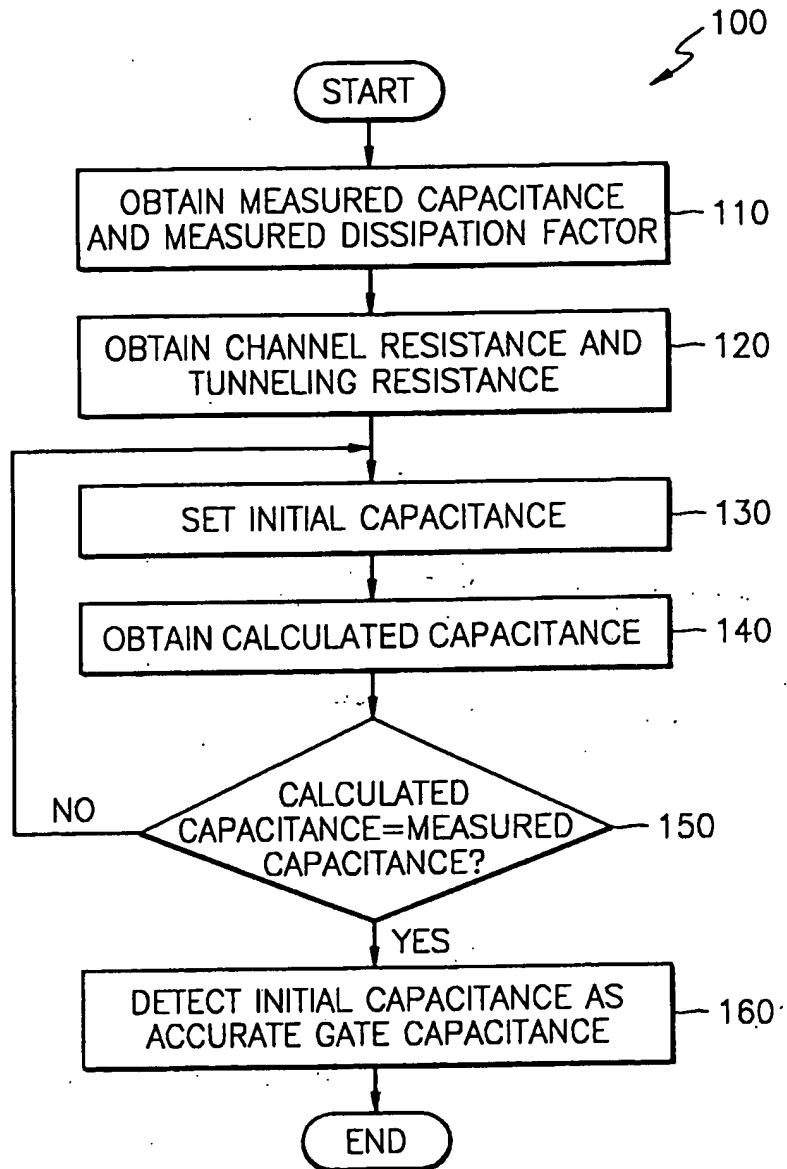 100
START
OBTAIN MEASURED CAPACITANCE
AND MEASURED DISSIPATION FACTOR
110
OBTAIN CHANNEL RESISTANCE AND
TUNNELING RESISTANCE
120
SET INITIAL CAPACITANCE
130
OBTAIN CALCULATED CAPACITANCE
140
CALCULATED
CAPACITANCE=MEASURED
CAPACITANCE?
150
NO
YES
DETECT INITIAL CAPACITANCE AS
ACCURATE GATE CAPACITANCE
160
END